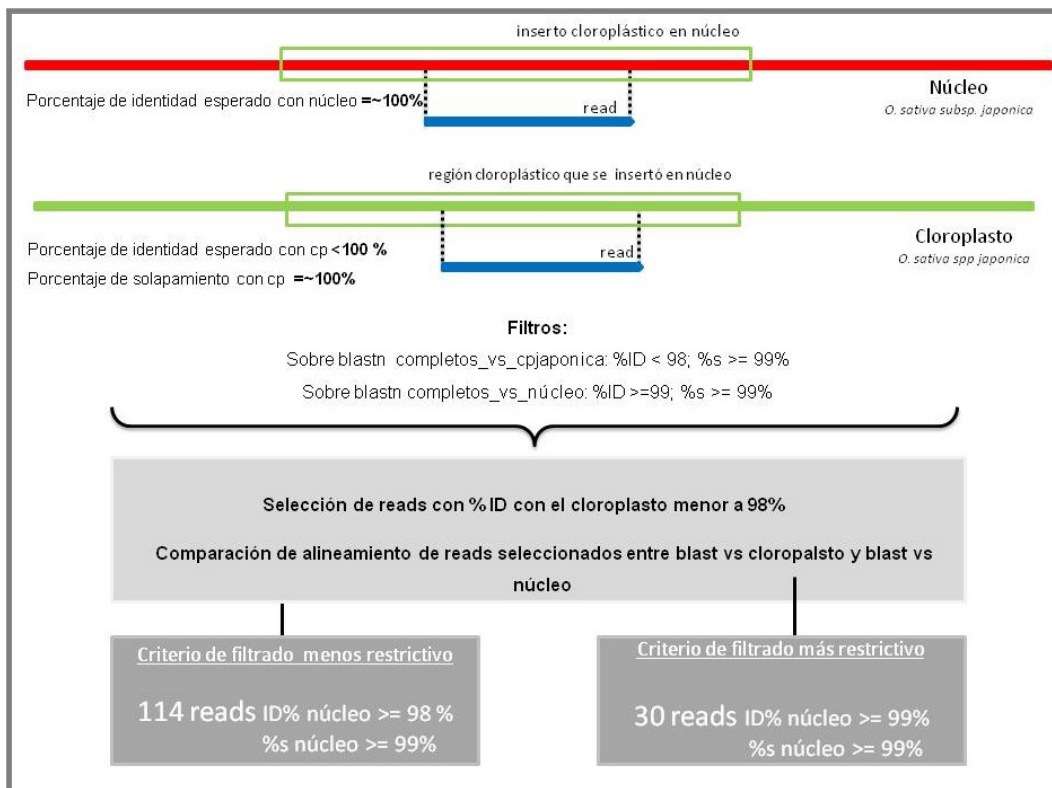 inserto cloroplástico en núcleo
Núcleo
O. sativa subsp. japonica
Porcentaje de identidad esperado con núcleo =~100%
read
región cloroplástico que se insertó en núcleo
Cloroplasto
O. sativa spp japonica
Porcentaje de identidad esperado con cp <100 %
read
Porcentaje de solapamiento con cp =~100%
Filtros:
Sobre blastn completos_vs_cpjaponica: %ID < 98; %s >= 99%
Sobre blastn completos_vs_núcleo: %ID >=99; %s >= 99%
Selección de reads con % ID con el cloroplasto menor a 98%
Comparación de alineamiento de reads seleccionados entre blast vs cloropalsto y blast vs
núcleo
Criterio de filtrado menos restrictivo
114 reads ID% núcleo >= 98 %
%s núcleo >= 99%
Criterio de filtrado más restrictivo
30 reads ID% núcleo >= 99%
%s núcleo >= 99%